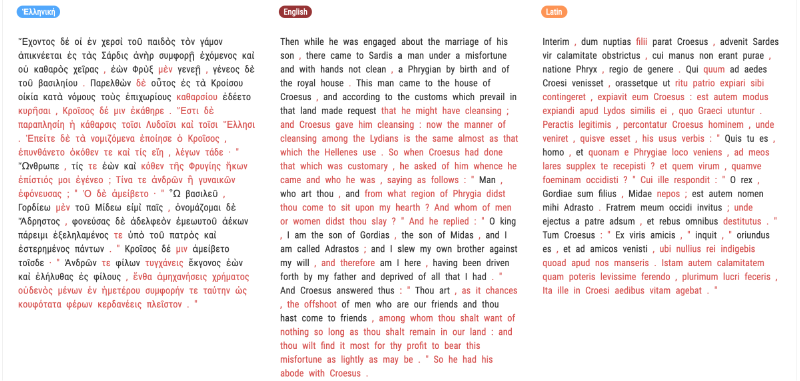 Ἑλληνική
Ἔχοντος δέ οἱ ἐν χερσί τοῦ παιδὸς τὸν γάμον
ἀπικνέεται ἐς τὰς Σάρδις ἀνὴρ συμφορῇ ἐχόμενος καὶ
οὐ καθαρὸς χεῖρας , ἐὼν Φρὺξ μὲν γενεῇ , γένεος δὲ
τοῦ βασιληίου . Παρελθὼν δὲ οὗτος ἐς τὰ Κροίσου
οἰκία κατὰ νόμους τοὺς ἐπιχωρίους καθαρσίου ἐδέετο
κυρῆσαι , Κροῖσος δέ μιν ἐκάθηρε . Ἔστι δὲ
παραπλησίη ἡ κάθαρσις τοῖσι Λυδοῖσι καὶ τοῖσι Ἕλλησι
. Ἐπείτε δὲ τὰ νομιζόμενα ἐποίησε ὁ Κροῖσος ,
ἐπυνθάνετο ὁκόθεν τε καὶ τίς εἴη , λέγων τάδε · "
Ὤνθρωπε , τίς τε ἐὼν καὶ κόθεν τῆς Φρυγίης ἥκων
ἐπίστιός μοι ἐγένεο ; Τίνα τε ἀνδρῶν ἢ γυναικῶν
ἐφόνευσας ; " Ὁ δὲ ἀμείβετο · " Ὦ βασιλεῦ ,
Γορδίεω μὲν τοῦ Μίδεω εἰμὶ παῖς , ὀνομάζομαι δὲ
Ἄδρηστος , φονεύσας δὲ ἀδελφεὸν ἐμεωυτοῦ ἀέκων
πάρειμι ἐξεληλαμένος τε ὑπὸ τοῦ πατρὸς καὶ
ἐστερημένος πάντων . " Κροῖσος δέ μιν ἀμείβετο
τοῖσδε · " Ἀνδρῶν τε φίλων τυγχάνεις ἔκγονος ἐὼν
καὶ ἐλήλυθας ἐς φίλους , ἔνθα ἀμηχανήσεις χρήματος
οὐδενὸς μένων ἐν ἡμετέρου συμφορήν τε ταύτην ὡς
κουφότατα φέρων κερδανέεις πλεῖστον . "
English
Then while he was engaged about the marriage of his
son , there came to Sardis a man under a misfortune
and with hands not clean , a Phrygian by birth and of
the royal house . This man came to the house of
Croesus , and according to the customs which prevail in
that land made request that he might have cleansing ;
and Croesus gave him cleansing : now the manner of
cleansing among the Lydians is the same almost as that
which the Hellenes use . So when Croesus had done
that which was customary , he asked of him whence he
came and who he was , saying as follows : " Man ,
who art thou , and from what region of Phrygia didst
thou come to sit upon my hearth ? And whom of men
or women didst thou slay ? " And he replied : " O king
, I am the son of Gordias , the son of Midas , and I
am called Adrastos ; and I slew my own brother against
my will , and therefore am I here , having been driven
forth by my father and deprived of all that I had . "
And Croesus answered thus : " Thou art , as it chances
, the offshoot of men who are our friends and thou
hast come to friends , among whom thou shalt want of
nothing so long as thou shalt remain in our land : and
thou wilt find it most for thy profit to bear this
misfortune as lightly as may be . " So he had his
abode with Croesus .
Latin
Interim , dum nuptias filii parat Croesus , advenit Sardes
vir calamitate obstrictus , cui manus non erant purae ,
natione Phryx , regio de genere . Qui quum ad aedes
Croesi venisset , orassetque ut ritu patrio expiari sibi
contingeret , expiavit eum Croesus : est autem modus
expiandi apud Lydos similis ei , quo Graeci utuntur .
Peractis legitimis , percontatur Croesus hominem , unde
veniret , quisve esset , his usus verbis : " Quis tu es ,
homo , et quonam e Phrygiae loco veniens , ad meos
lares supplex te recepisti ? et quem virum , quamve
foeminam occidisti ? " Cui ille respondit : " O rex ,
Gordiae sum filius , Midae nepos ; est autem nomen
mihi Adrasto . Fratrem meum occidi invitus ; unde
ejectus a patre adsum , et rebus omnibus destitutus . "
Tum Croesus : " Ex viris amicis , " inquit , " oriundus
es , et ad amicos venisti , ubi nullius rei indigebis
quoad apud nos manseris . Istam autem calamitatem
quam poteris levissime ferendo , plurimum lucri feceris ,
Ita ille in Croesi aedibus vitam agebat . "